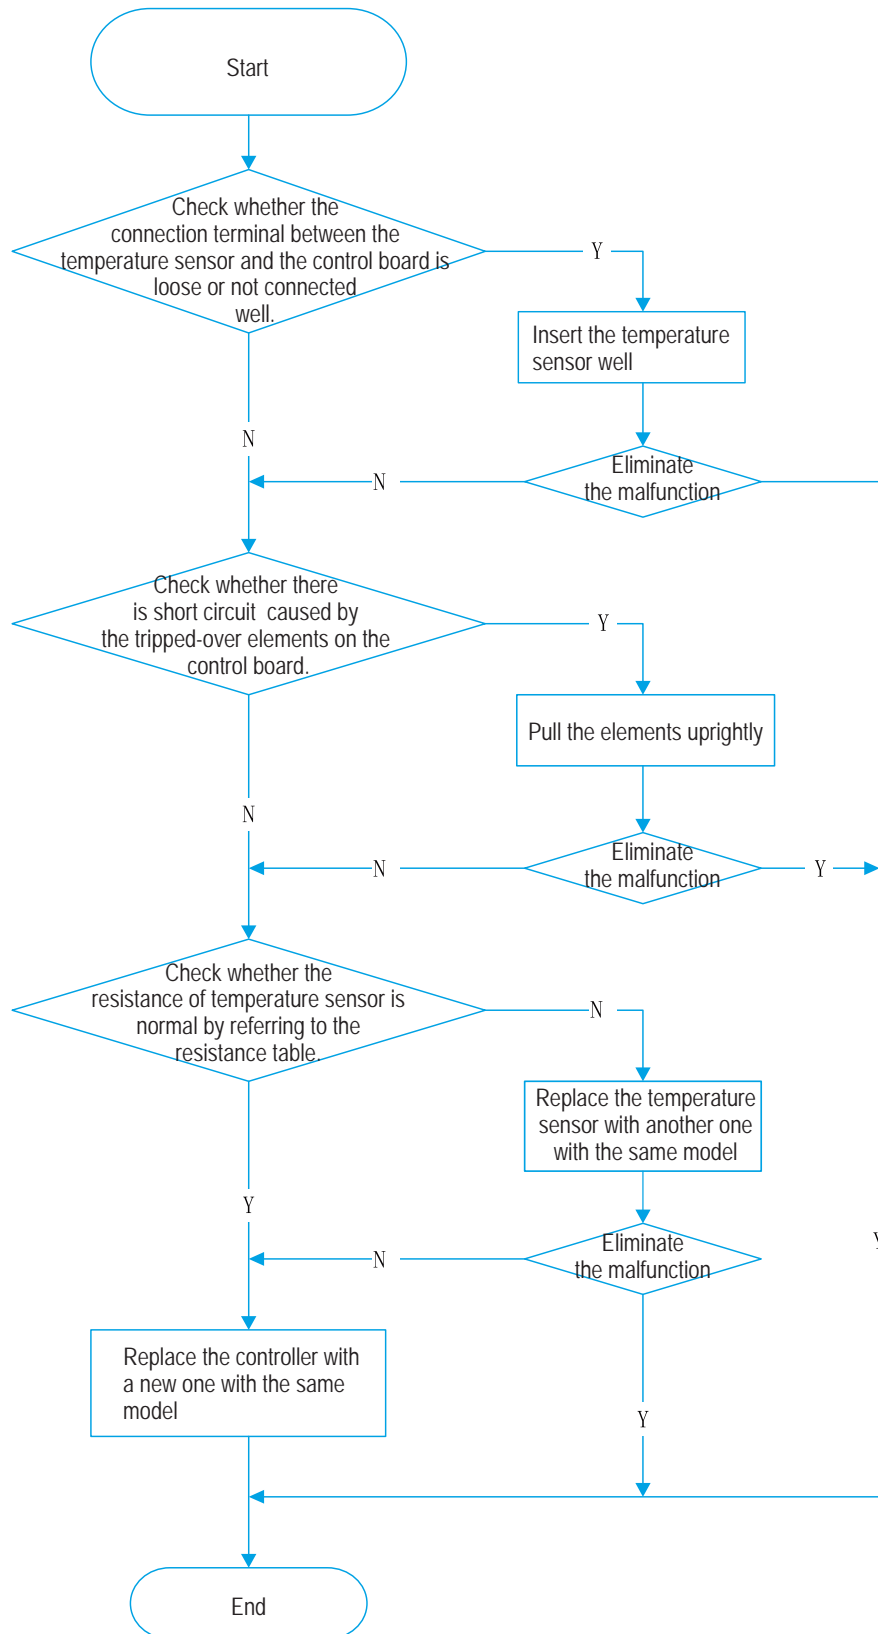 Start
Check whether the
connection terminal between the
temperature sensor and the control board is
loose or not connected
well.
Y
Insert the temperature
sensor well
N
Eliminate
the malfunction
N
Check whether there
is short circuit caused by
the tripped-over elements on the
control board.
Y
Pull the elements uprightly
N
Eliminate
the malfunction
N
Y
Check whether the
resistance of temperature sensor is
normal by referring to the
resistance table.
N
Replace the temperature
sensor with another one
with the same model
Y
Eliminate
the malfunction
N
Y
Replace the controller with
a new one with the same
model
Y
End